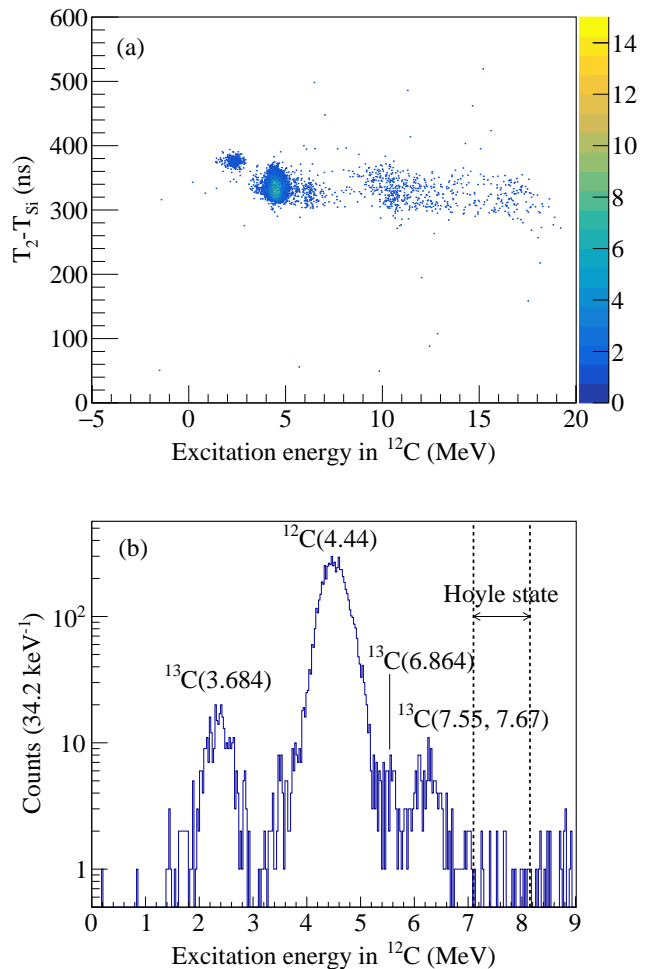 600
500
400
300
200
100
0
T₂-T_Si (ns)
(a)
14
12
10
8
6
4
2
0
−5 0 5 10 15 20
Excitation energy in ¹²C (MeV)
(b)
¹²C(4.44)
Hoyle state
¹³C(6.864)
¹³C(3.684)
¹³C(7.55, 7.67)
10²
10
1
Counts (34.2 keV⁻¹)
0 1 2 3 4 5 6 7 8 9
Excitation energy in ¹²C (MeV)